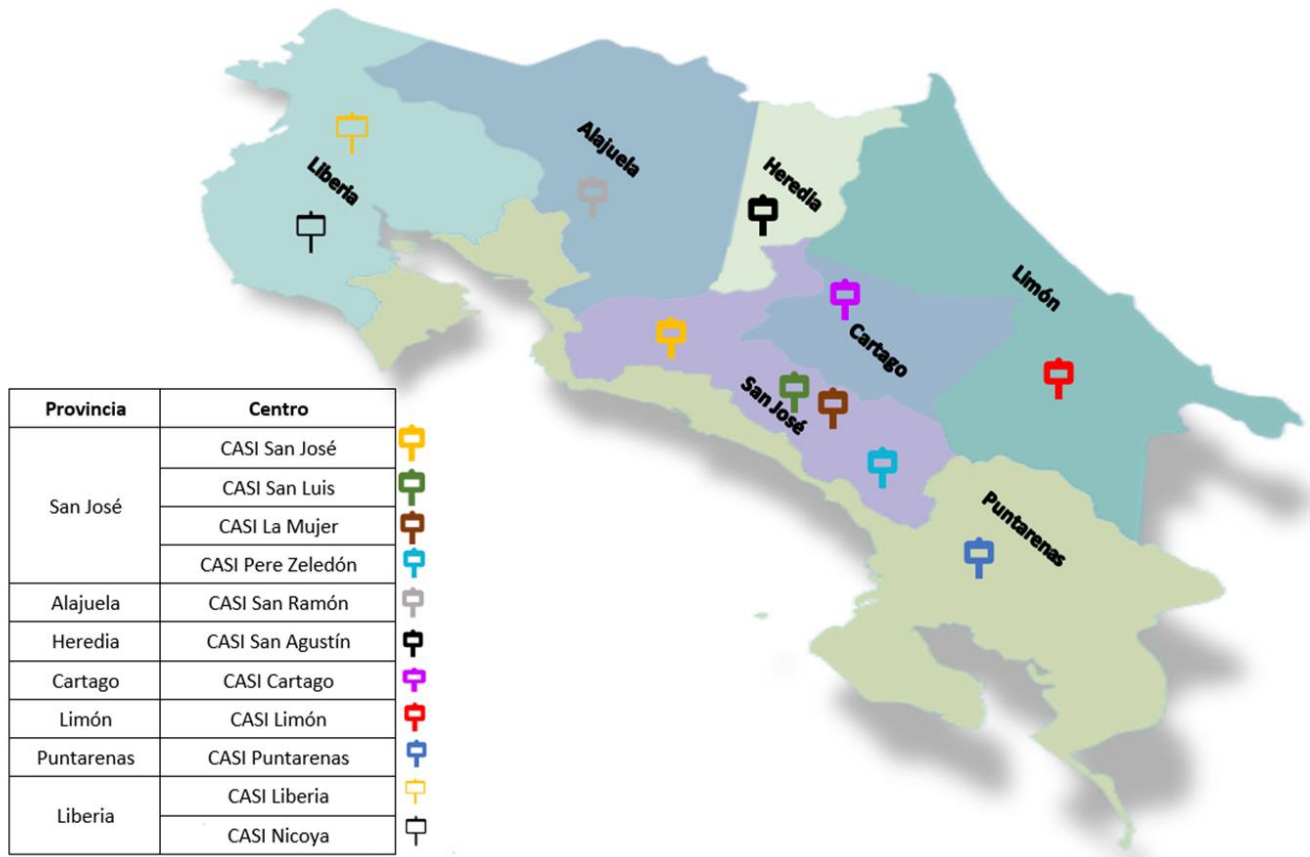 Alajuela
Heredia
Liberia
Limón
Cartago
San José
Puntarenas
Provincia Centro
San José CASI San José
CASI San Luis
CASI La Mujer
CASI Pere Zeledón
Alajuela CASI San Ramón
Heredia CASI San Agustín
Cartago CASI Cartago
Limón CASI Limón
Puntarenas CASI Puntarenas
Liberia CASI Liberia
CASI Nicoya